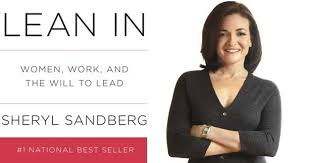 LEAN IN
WOMEN, WORK, AND
THE WILL TO LEAD
SHERYL SANDBERG
#1 NATIONAL BEST SELLER